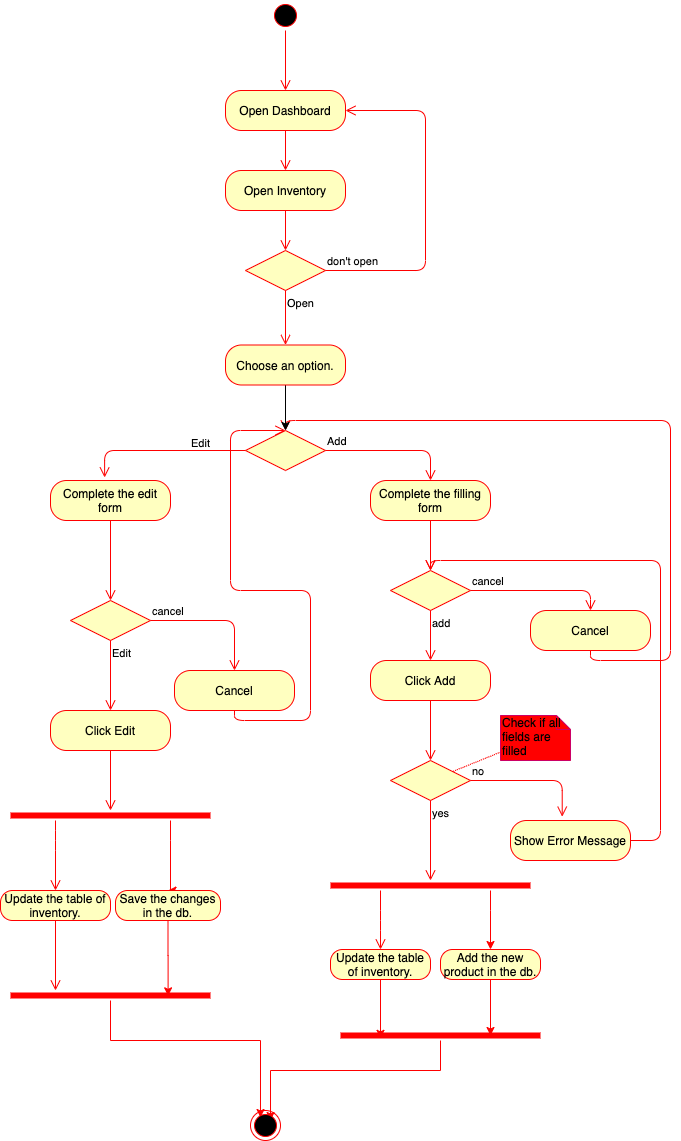 Open Dashboard
Open Inventory
don't open
Open
Choose an option.
Edit
Add
Complete the edit
form
Complete the filling
form
cancel
cancel
Edit
add
Cancel
Cancel
Click Edit
Click Add
Check if all
fields are
filled
no
yes
Show Error Message
Update the table of
inventory.
Save the changes
in the db.
Update the table
of inventory.
Add the new
product in the db.